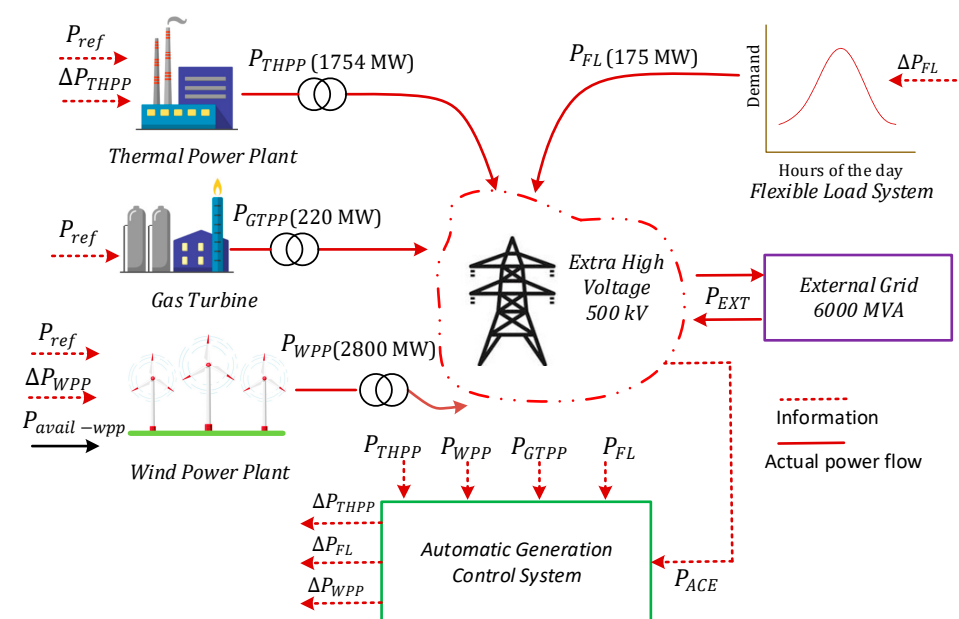 P_ref
ΔP_THPP
P_THPP (1754 MW)
Thermal Power Plant
P_FL (175 MW)
Demand
ΔP_FL
Hours of the day
Flexible Load System
P_ref
P_GTPP (220 MW)
Gas Turbine
Extra High
Voltage
500 kV
P_EXT
External Grid
6000 MVA
P_ref
ΔP_WPP
P_avail−wpp
P_WPP (2800 MW)
Wind Power Plant
Information
Actual power flow
P_THPP P_WPP P_GTPP P_FL
ΔP_THPP
ΔP_FL
ΔP_WPP
Automatic Generation
Control System
P_ACE